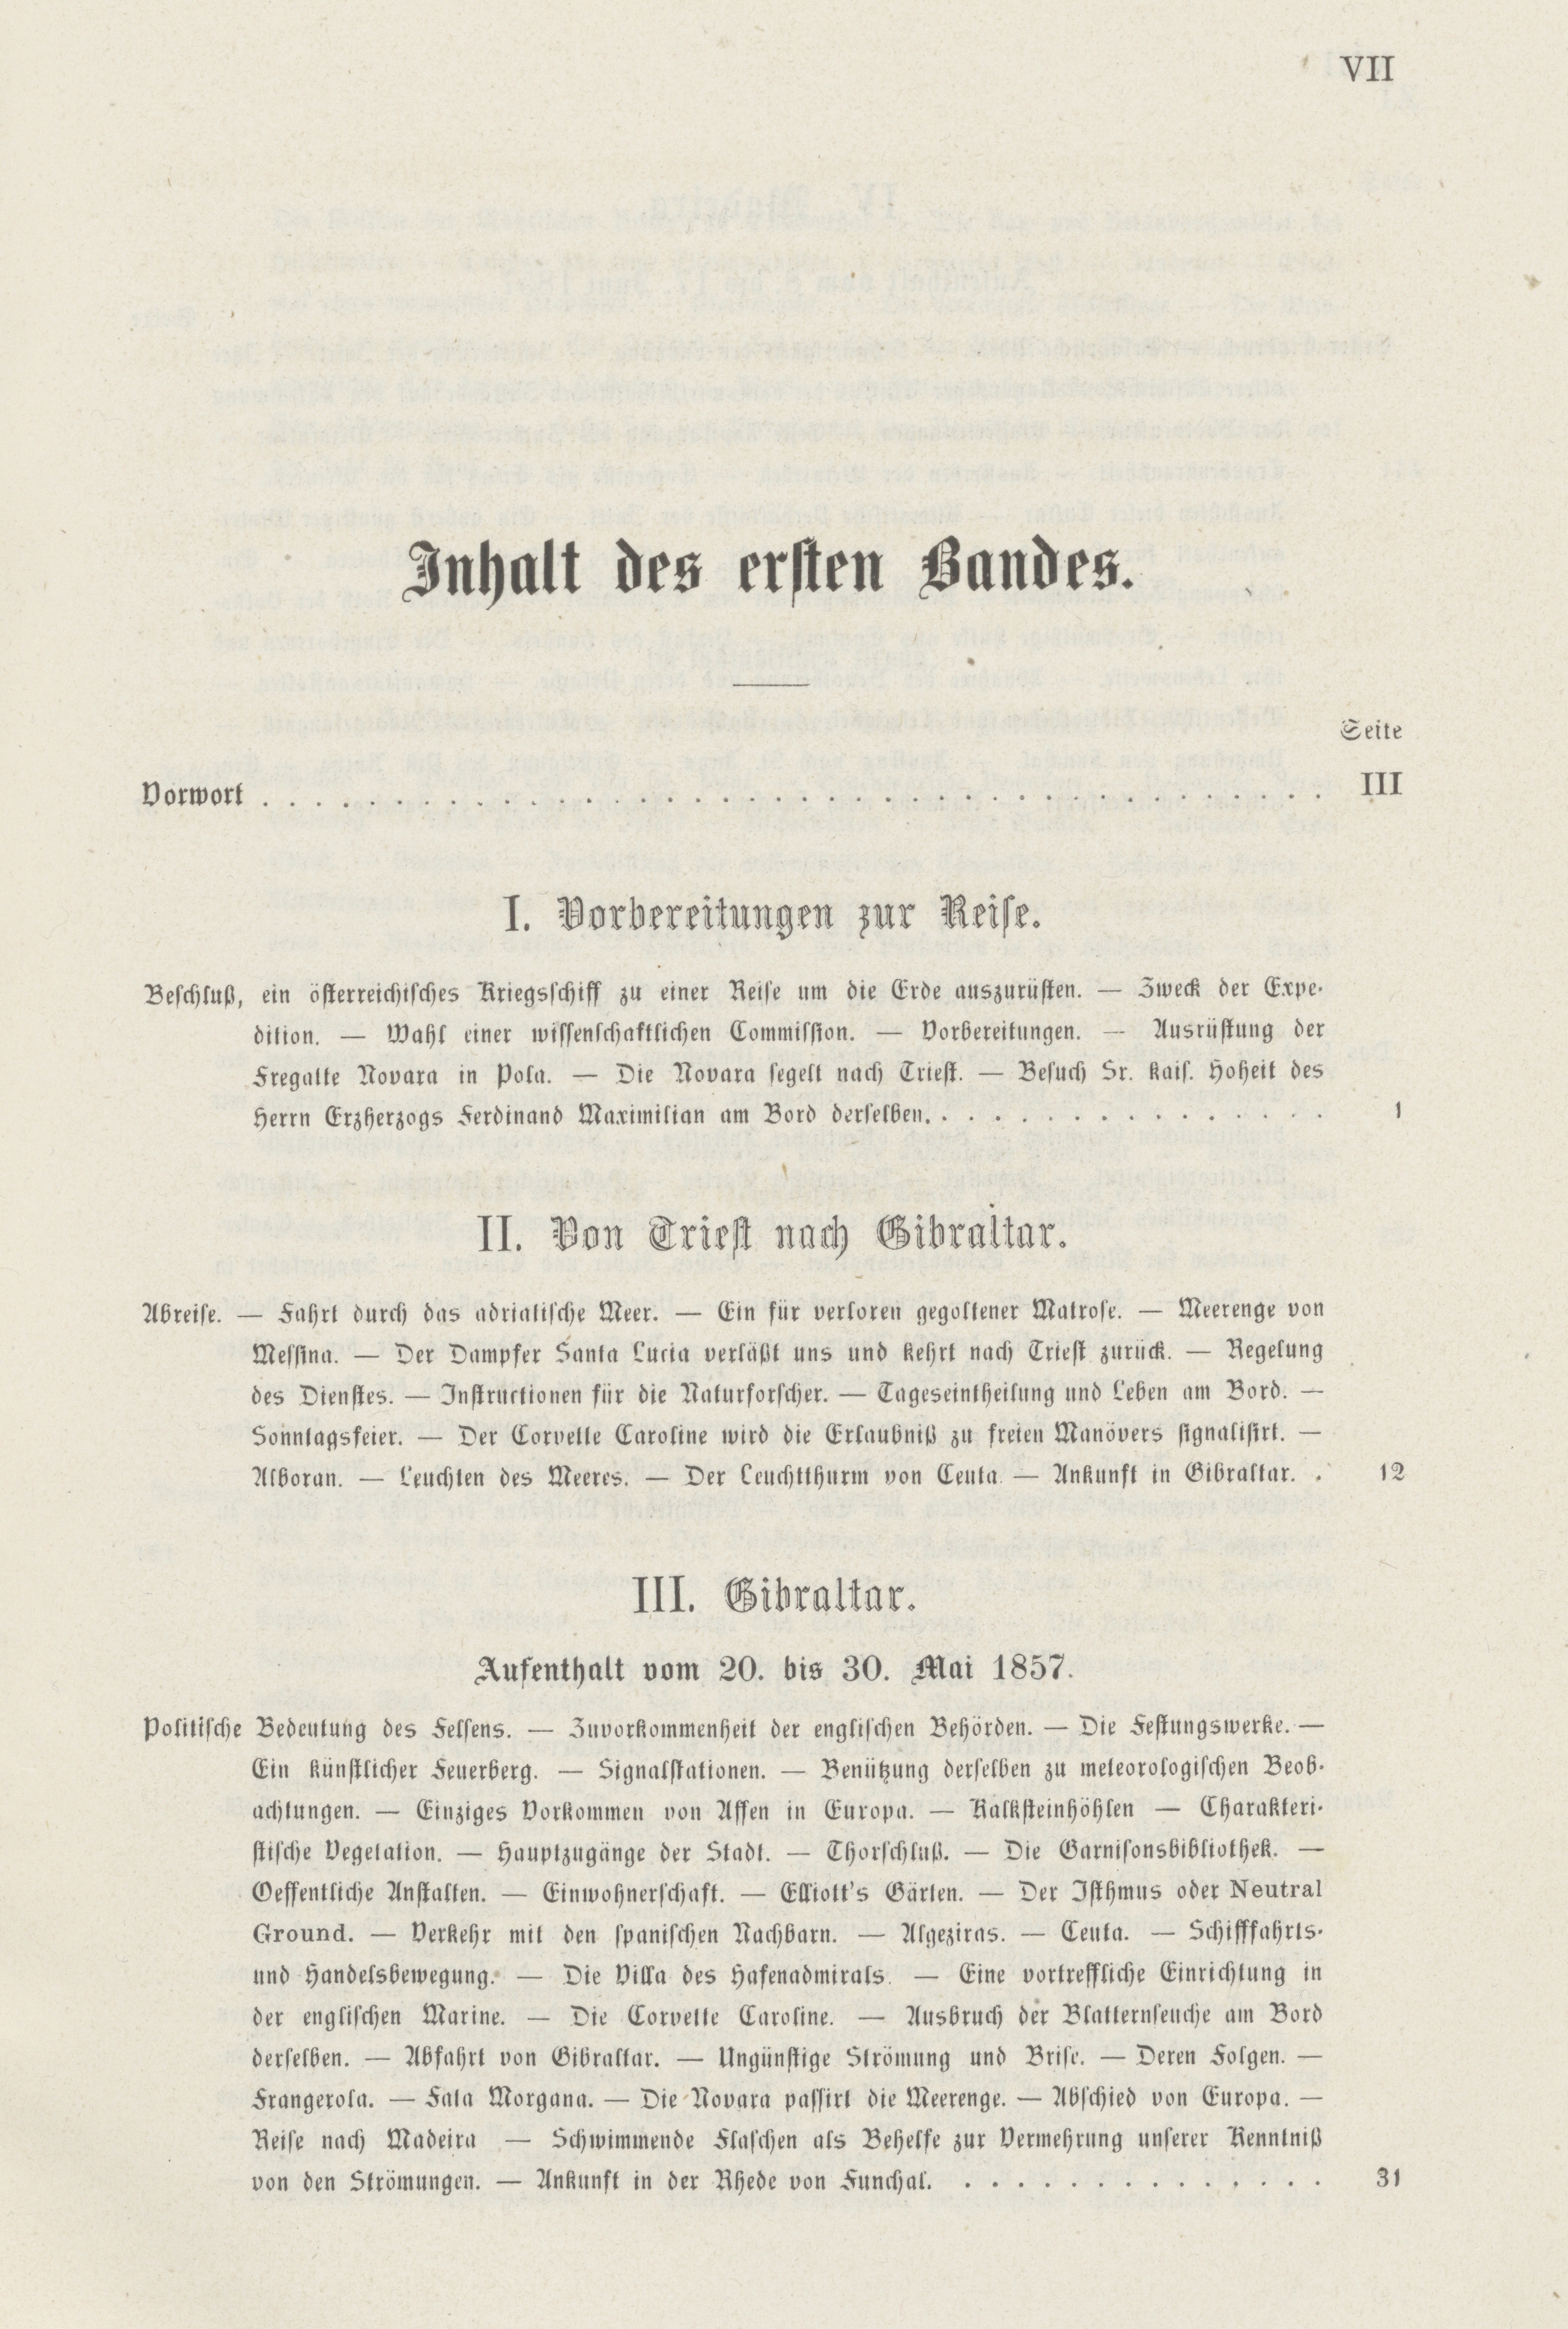 VII
Inhalt des ersten Bandes.
Seite
Vorwort . . . . . . . . . . . . . . . . . . . . . . . . . . . . . . . . . . . . . . . . III
I. Vorbereitungen zur Reise.
Beschluß, ein österreichisches Kriegsschiff zu einer Reise um die Erde auszurüsten. — Zweck der Expe-
dition. — Wahl einer wissenschaftlichen Commission. — Vorbereitungen. — Ausrüstung der
Fregatte Novara in Pola. — Die Novara segelt nach Triest. — Besuch Sr. kais. Hoheit des
Herrn Erzherzogs Ferdinand Maximilian am Bord derselben. . . . . . . . . . . . . . . . 1
II. Von Triest nach Gibraltar.
Abreise. — Fahrt durch das adriatische Meer. — Ein für verloren gegoltener Matrose. — Meerenge von
Messina. — Der Dampfer Santa Lucia verläßt uns und kehrt nach Triest zurück. — Regelung
des Dienstes. — Instructionen für die Naturforscher. — Tageseintheilung und Leben am Bord. —
Sonntagsfeier. — Der Corvette Caroline wird die Erlaubniß zu freien Manövers signalisirt. —
Alboran. — Leuchten des Meeres. — Der Leuchtthurm von Ceuta — Ankunft in Gibraltar. . 12
III. Gibraltar.
Aufenthalt vom 20. bis 30. Mai 1857.
Politische Bedeutung des Felsens. — Zuvorkommenheit der englischen Behörden. — Die Festungswerke. —
Ein künstlicher Feuerberg. — Signalstationen. — Benützung derselben zu meteorologischen Beob-
achtungen. — Einziges Vorkommen von Affen in Europa. — Kalksteinhöhlen — Charakteri-
stische Vegetation. — Hauptzugänge der Stadt. — Thorschluß. — Die Garnisonsbibliothek. —
Oeffentliche Anstalten. — Einwohnerschaft. — Elliott's Gärten. — Der Isthmus oder Neutral
Ground. — Verkehr mit den spanischen Nachbarn. — Algeziras. — Ceuta. — Schifffahrts-
und Handelsbewegung. — Die Villa des Hafenadmirals. — Eine vortreffliche Einrichtung in
der englischen Marine. — Die Corvette Caroline. — Ausbruch der Blatternseuche am Bord
derselben. — Abfahrt von Gibraltar. — Ungünstige Strömung und Brise. — Deren Folgen. —
Frangerola. — Fata Morgana. — Die Novara passirt die Meerenge. — Abschied von Europa. —
Reise nach Madeira — Schwimmende Flaschen als Behelfe zur Vermehrung unserer Kenntniß
von den Strömungen. — Ankunft in der Rhede von Funchal. . . . . . . . . . . . . . . 31